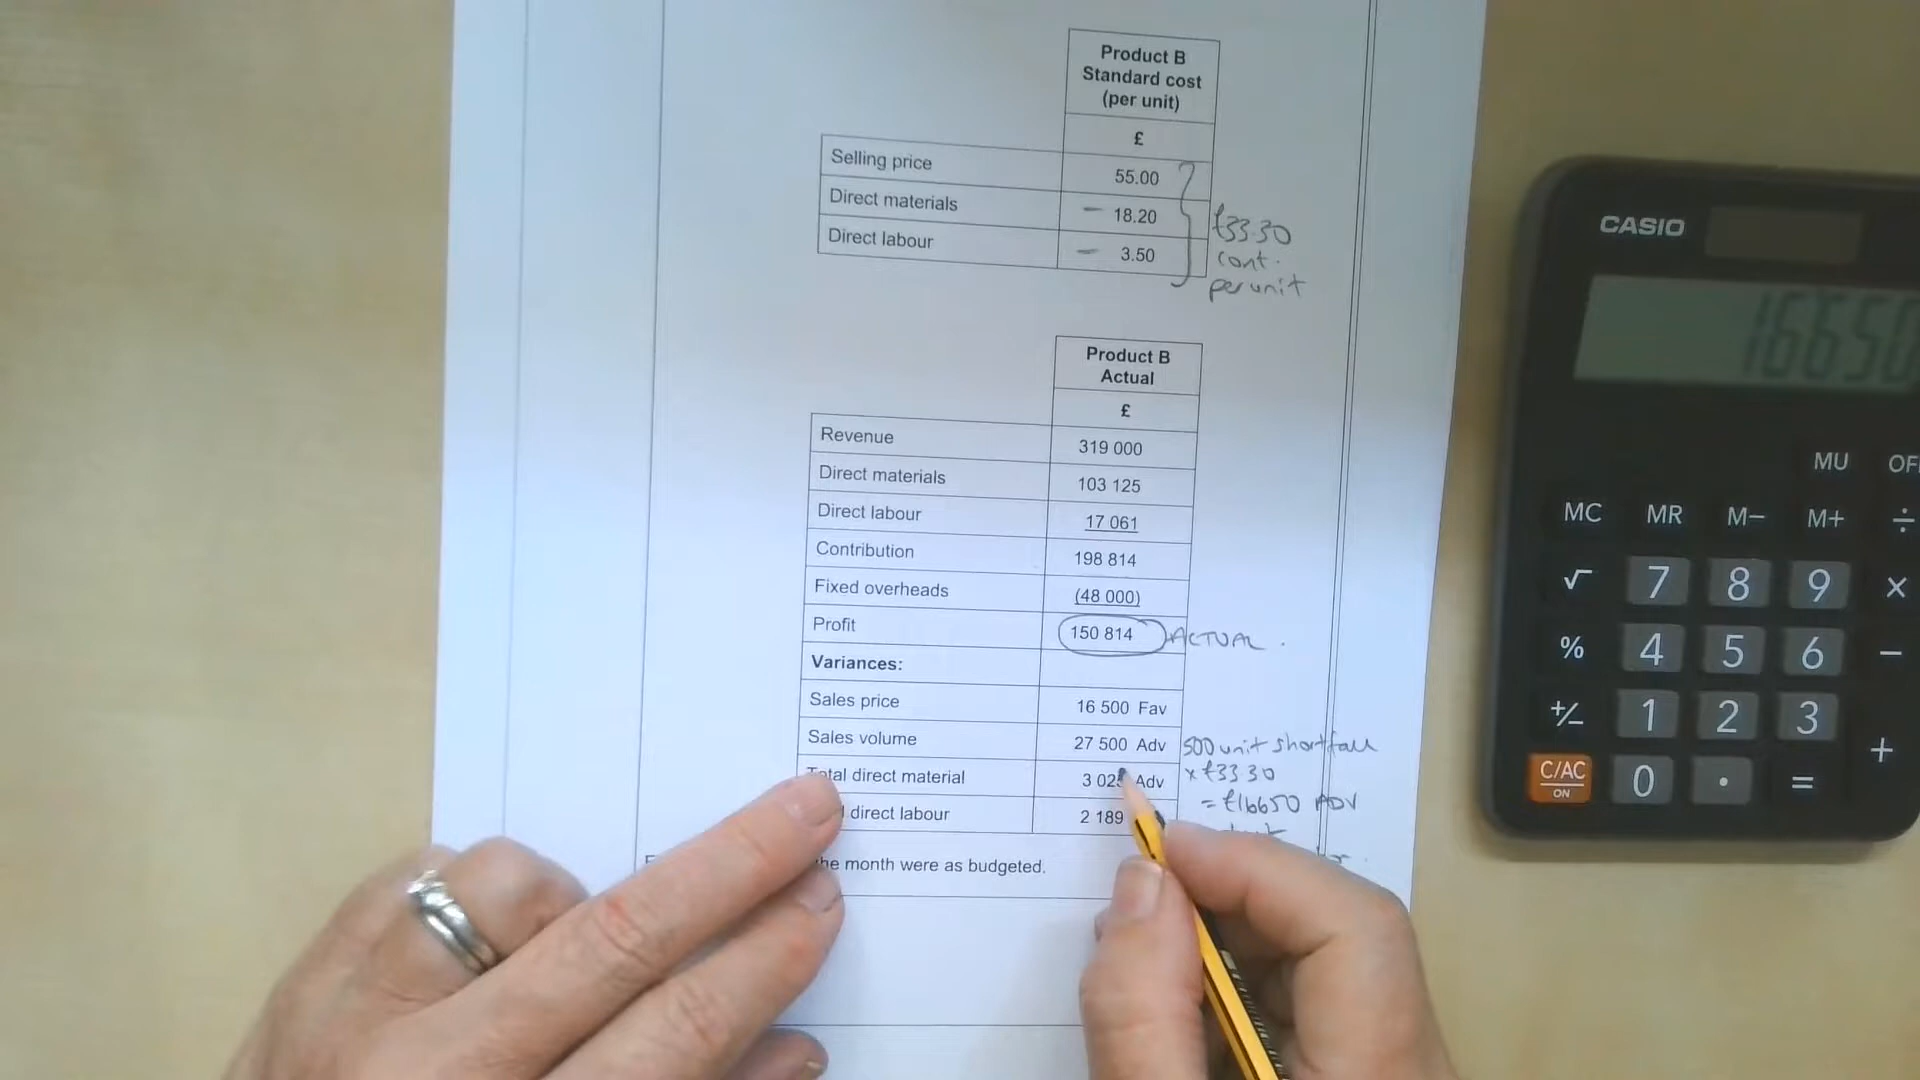 Product B
Standard cost
(per unit)
£
Selling price 55.00
Direct materials – 18.20
Direct labour – 3.50
£33.30
cont.
per unit
Product B
Actual
£
Revenue 319 000
Direct materials 103 125
Direct labour 17 061
Contribution 198 814
Fixed overheads (48 000)
Profit 150 814 ACTUAL.
Variances:
Sales price 16 500 Fav
Sales volume 27 500 Adv 500 unit shortfall
Total direct material 3 025 Adv x £33.30
= £16650 ADV
direct labour 2 189
the month were as budgeted.
CASIO
16650
MU OFF
MC MR M− M+ ÷
√ 7 8 9 ×
% 4 5 6 −
+/− 1 2 3
+
C/AC
ON
0 · =